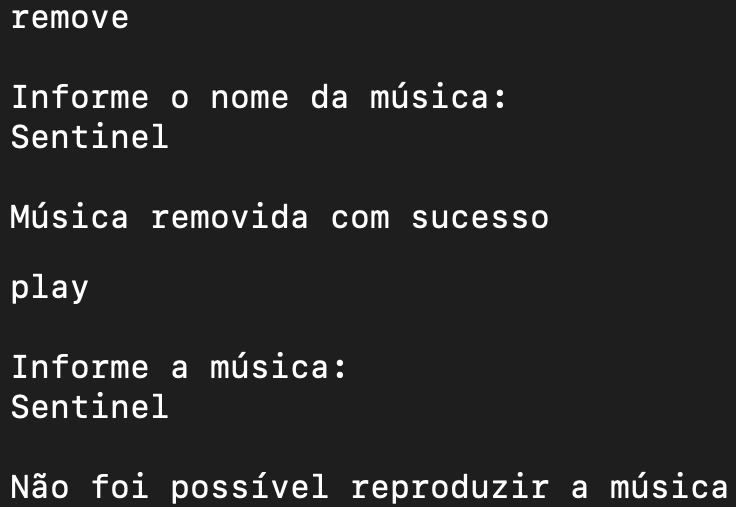 remove
Informe o nome da música:
Sentinel
Música removida com sucesso
play
Informe a música:
Sentinel
Não foi possível reproduzir a música